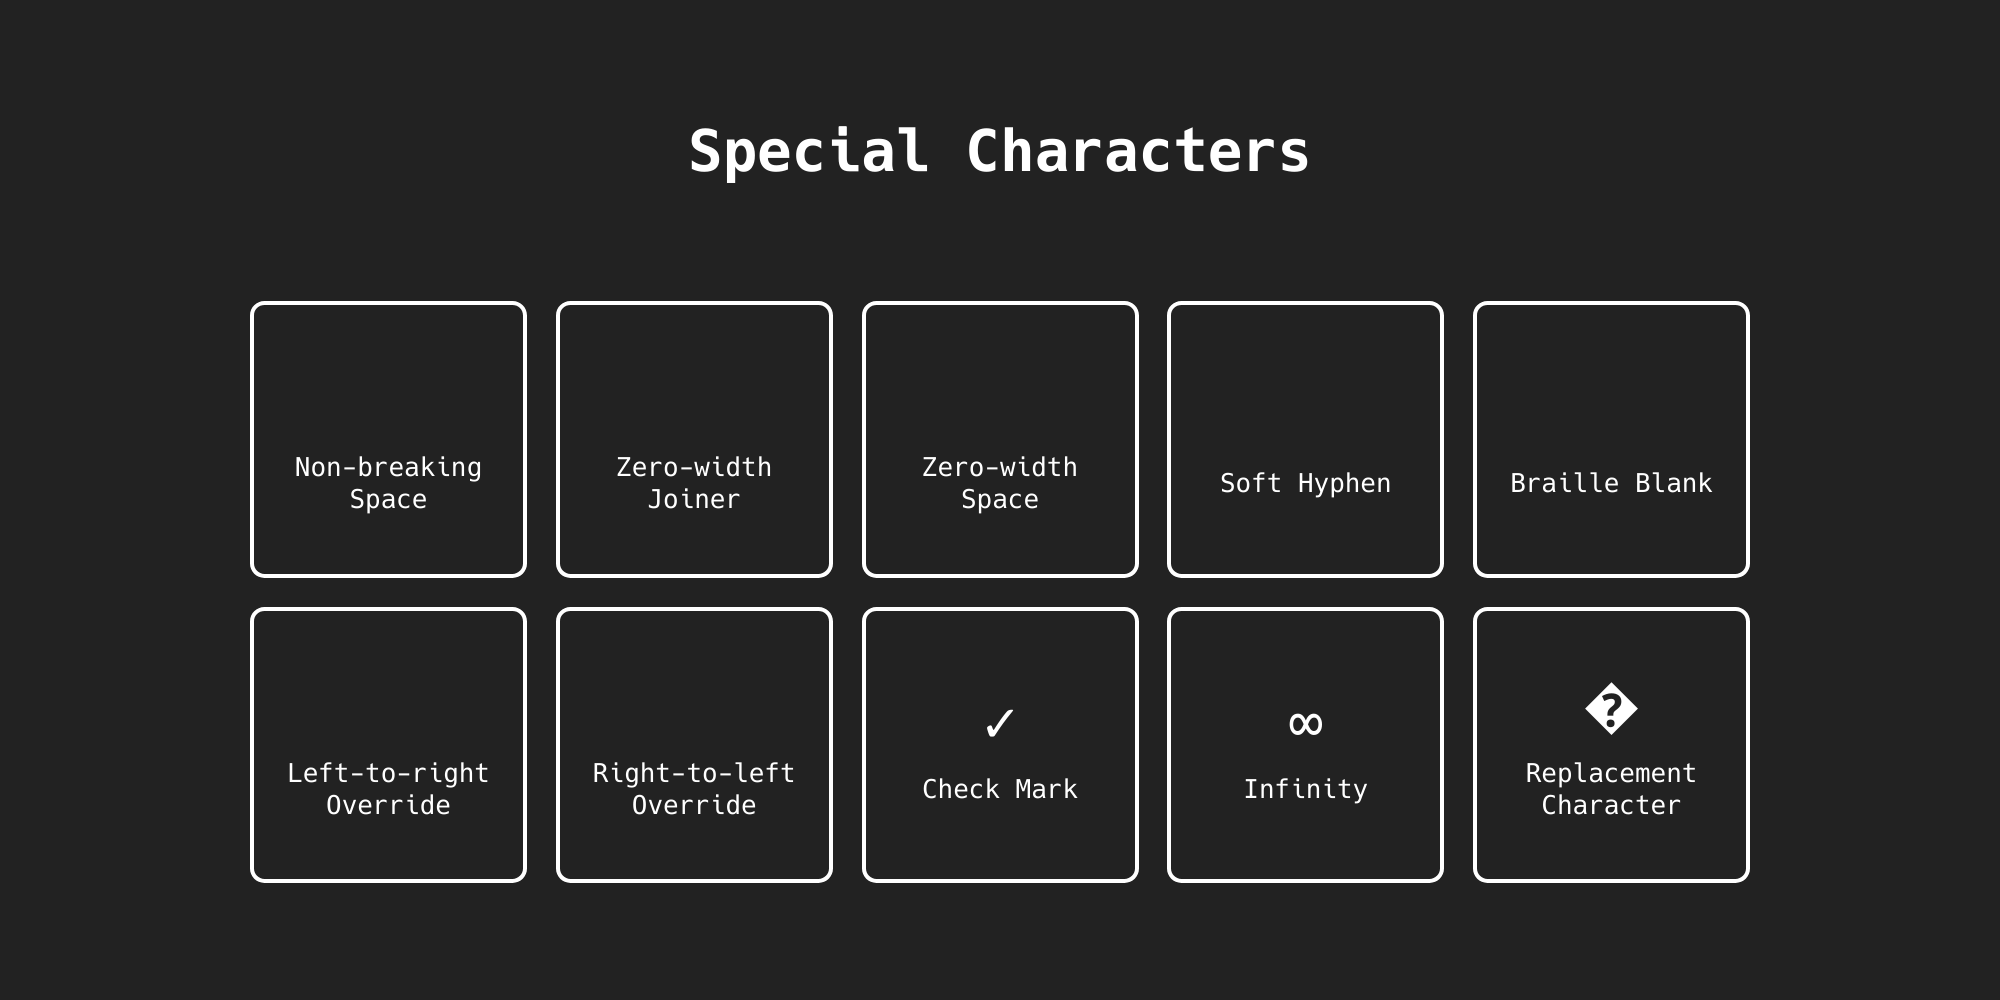 Special Characters
Non-breaking
Space
Zero-width
Joiner
Zero-width
Space
Soft Hyphen
Braille Blank
Left-to-right
Override
Right-to-left
Override
✓
Check Mark
∞
Infinity
�
Replacement
Character